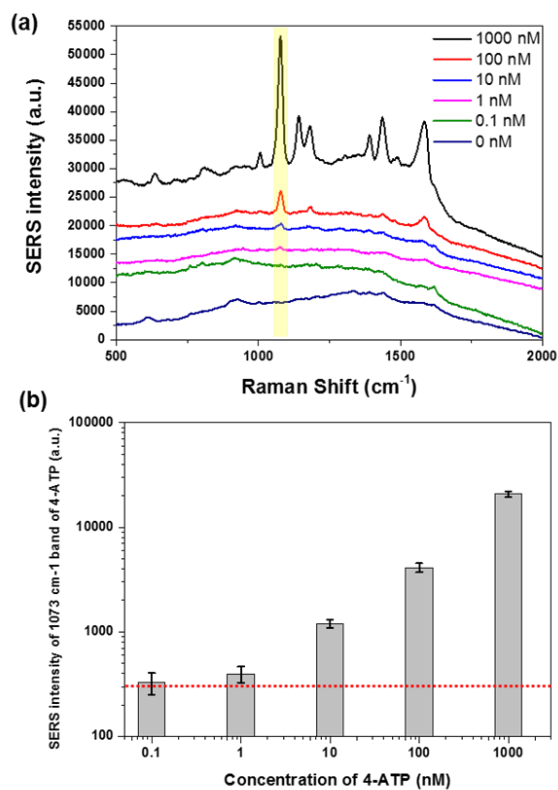 (a)
SERS intensity (a.u.)
55000
50000
45000
40000
35000
30000
25000
20000
15000
10000
5000
0
1000 nM
100 nM
10 nM
1 nM
0.1 nM
0 nM
500
1000
1500
2000
Raman Shift (cm-1)
(b)
SERS intensity of 1073 cm-1 band of 4-ATP (a.u.)
100000
10000
1000
100
0.1
1
10
100
1000
Concentration of 4-ATP (nM)